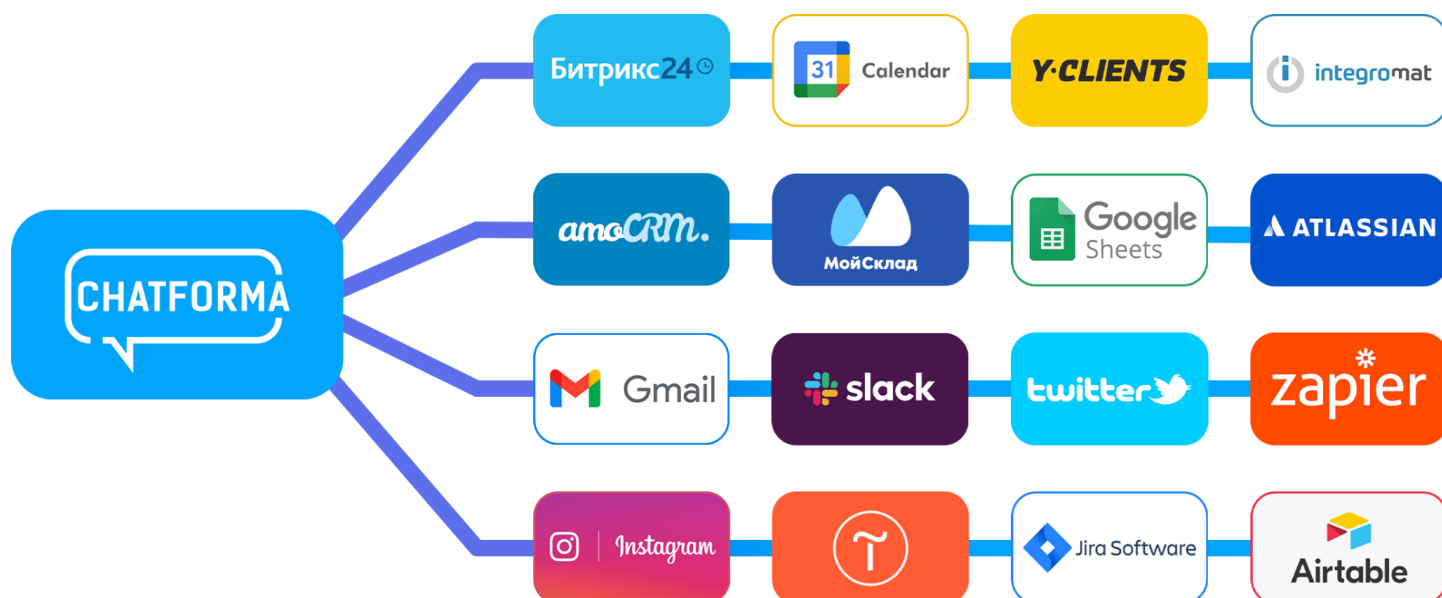 Битрикс24
31
Calendar
Y·CLIENTS
integromat
CHATFORMA
amoCRM.
МойСклад
Google
Sheets
ATLASSIAN
Gmail
slack
twitter
zapier
Instagram
T
Jira Software
Airtable